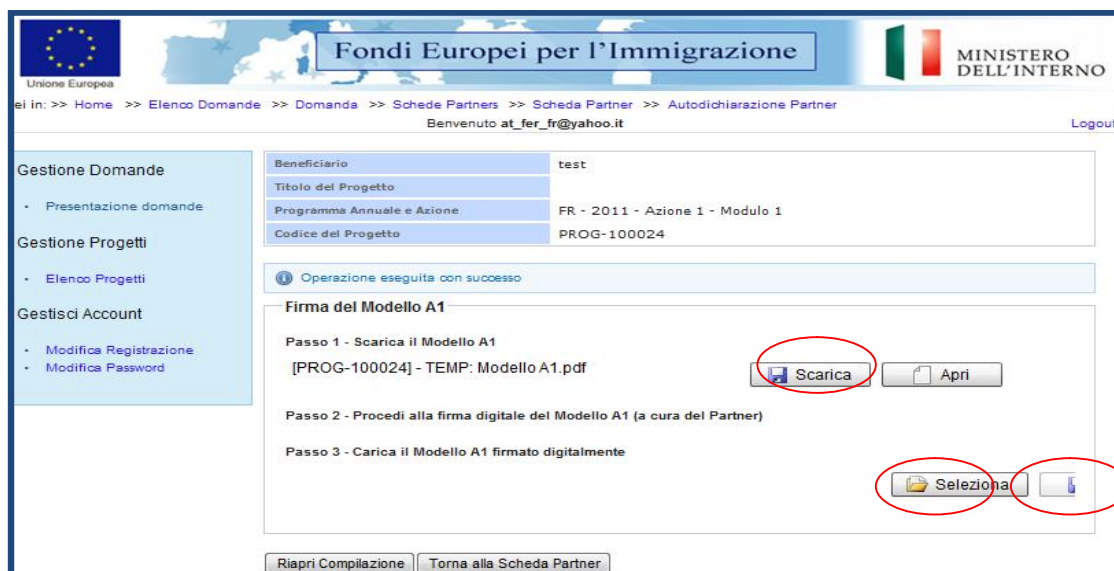 Fondi Europei per l'Immigrazione
MINISTERO
DELL'INTERNO
Unione Europea
ei in: >> Home >> Elenco Domande >> Domanda >> Schede Partners >> Scheda Partner >> Autodichiarazione Partner
Benvenuto at_fer_fr@yahoo.it
Logout
Gestione Domande
• Presentazione domande
Gestione Progetti
• Elenco Progetti
Gestisci Account
• Modifica Registrazione
• Modifica Password
Beneficiario test
Titolo del Progetto
Programma Annuale e Azione FR - 2011 - Azione 1 - Modulo 1
Codice del Progetto PROG-100024
Operazione eseguita con successo
Firma del Modello A1
Passo 1 - Scarica il Modello A1
[PROG-100024] - TEMP: Modello A1.pdf Scarica Apri
Passo 2 - Procedi alla firma digitale del Modello A1 (a cura del Partner)
Passo 3 - Carica il Modello A1 firmato digitalmente
Seleziona
Riapri Compilazione Torna alla Scheda Partner